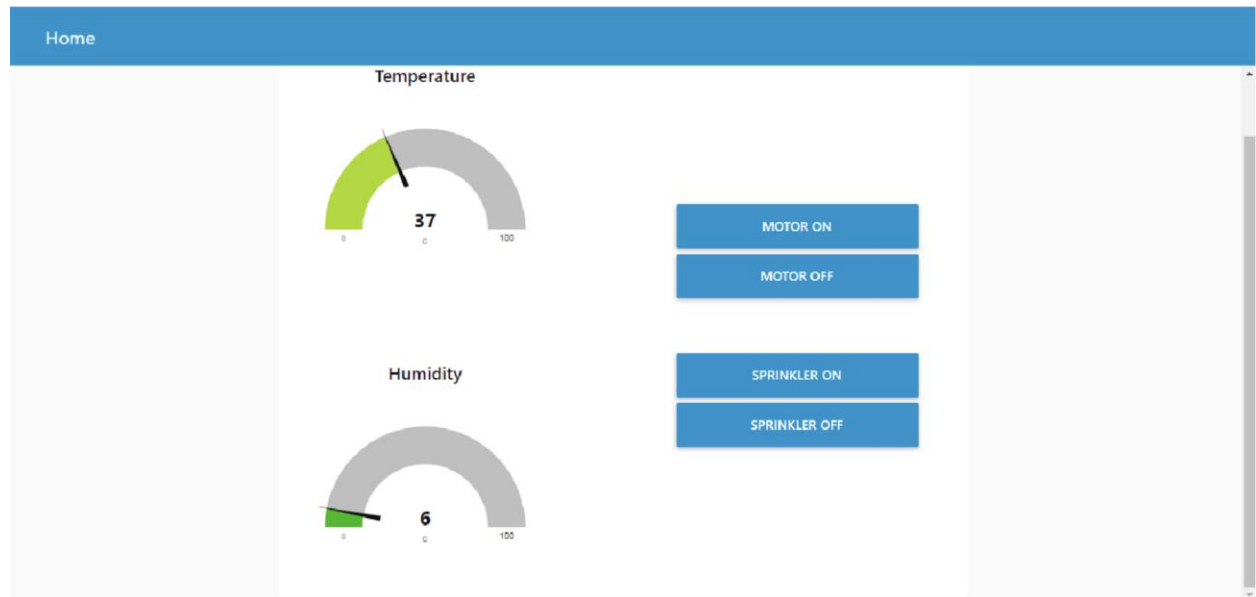 Home
Temperature
37
0 c 100
MOTOR ON
MOTOR OFF
Humidity
6
0 c 100
SPRINKLER ON
SPRINKLER OFF